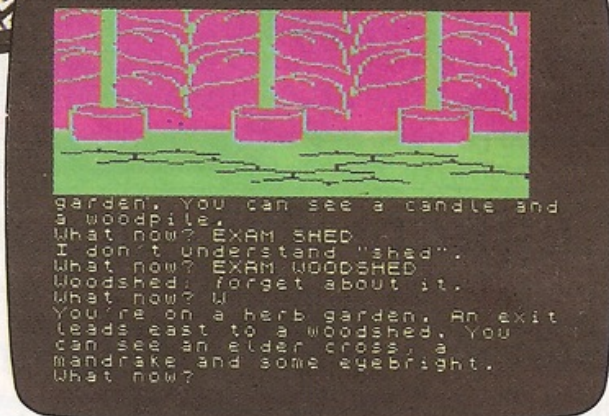 garden. You can see a candle and
a woodpile.
What now? EXAM SHED
I don't understand "shed".
What now? EXAM WOODSHED
Woodshed: forget about it.
What now? W
You're on a herb garden. An exit
leads east to a woodshed. You
can see an elder cross, a
mandrake and some eyebright.
What now?